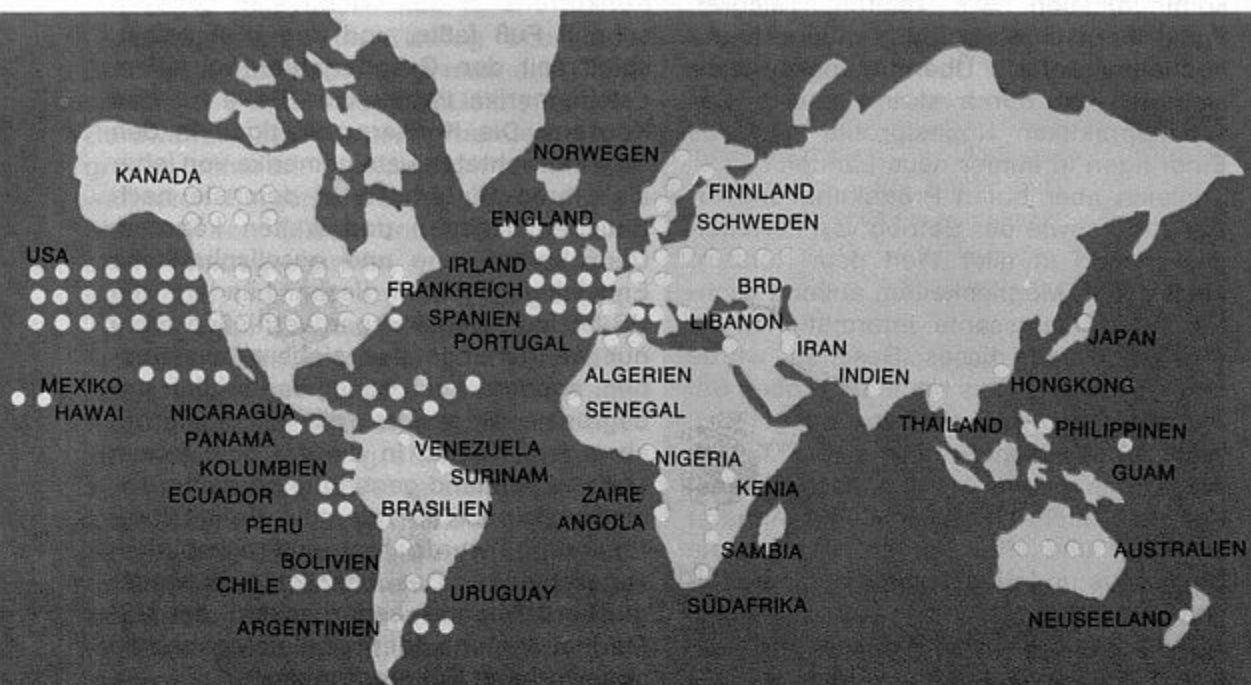 NORWEGEN
KANADA
FINNLAND
ENGLAND
SCHWEDEN
USA
IRLAND
FRANKREICH
BRD
SPANIEN
LIBANON
PORTUGAL
IRAN
JAPAN
ALGERIEN
INDIEN
HONGKONG
MEXIKO
HAWAI
NICARAGUA
SENEGAL
PANAMA
THAILAND
PHILIPPINEN
VENEZUELA
NIGERIA
KOLUMBIEN
SURINAM
GUAM
ECUADOR
ZAIRE
KENIA
BRASILIEN
PERU
ANGOLA
SAMBIA
AUSTRALIEN
BOLIVIEN
CHILE
URUGUAY
SÜDAFRIKA
ARGENTINIEN
NEUSEELAND